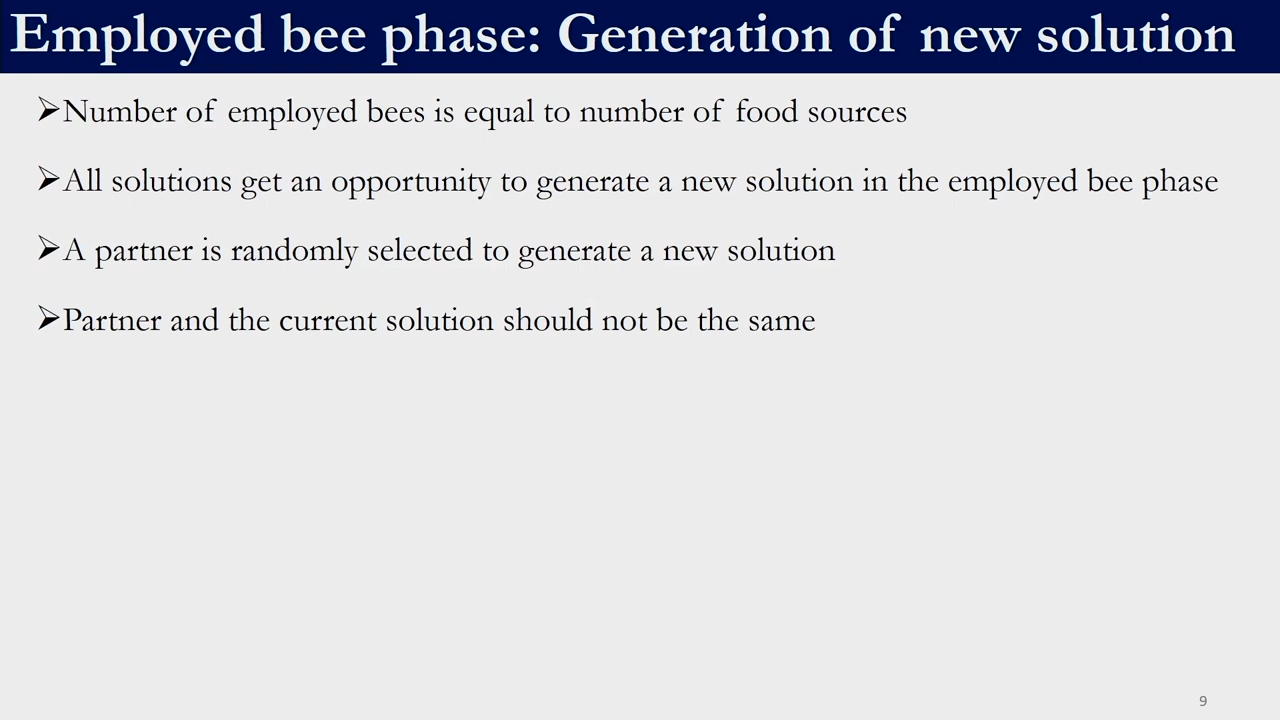 Employed bee phase: Generation of new solution
➢Number of employed bees is equal to number of food sources
➢All solutions get an opportunity to generate a new solution in the employed bee phase
➢A partner is randomly selected to generate a new solution
➢Partner and the current solution should not be the same
9